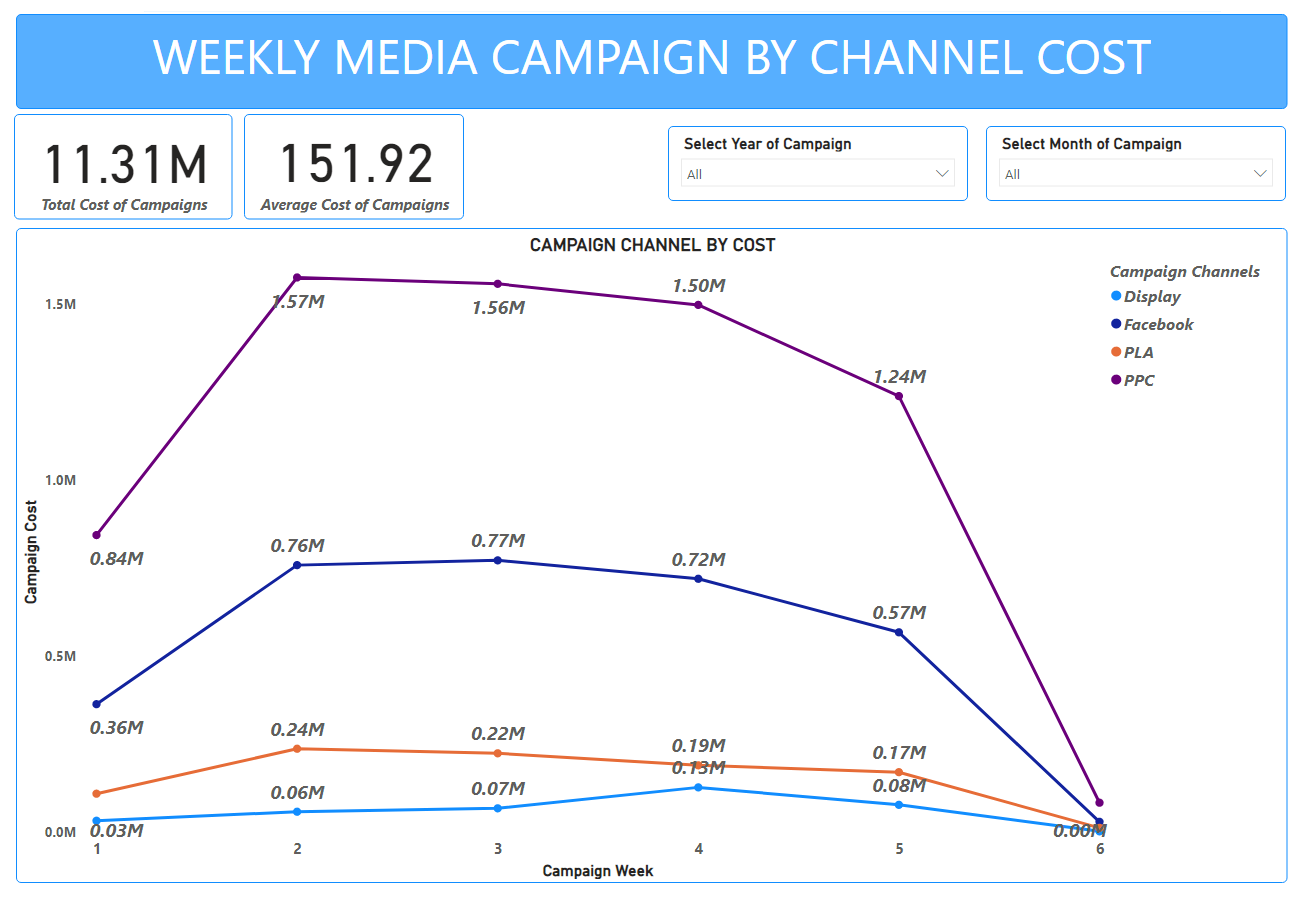 WEEKLY MEDIA CAMPAIGN BY CHANNEL COST
11.31M
Total Cost of Campaigns
151.92
Average Cost of Campaigns
Select Year of Campaign
All
Select Month of Campaign
All
CAMPAIGN CHANNEL BY COST
Campaign Channels
Display
Facebook
PLA
PPC
Campaign Cost
1.5M
1.0M
0.5M
0.0M
1.57M
1.56M
1.50M
1.24M
0.84M
0.76M
0.77M
0.72M
0.57M
0.36M
0.24M
0.22M
0.19M
0.17M
0.13M
0.08M
0.06M
0.07M
0.03M
0.00M
1
2
3
4
5
6
Campaign Week